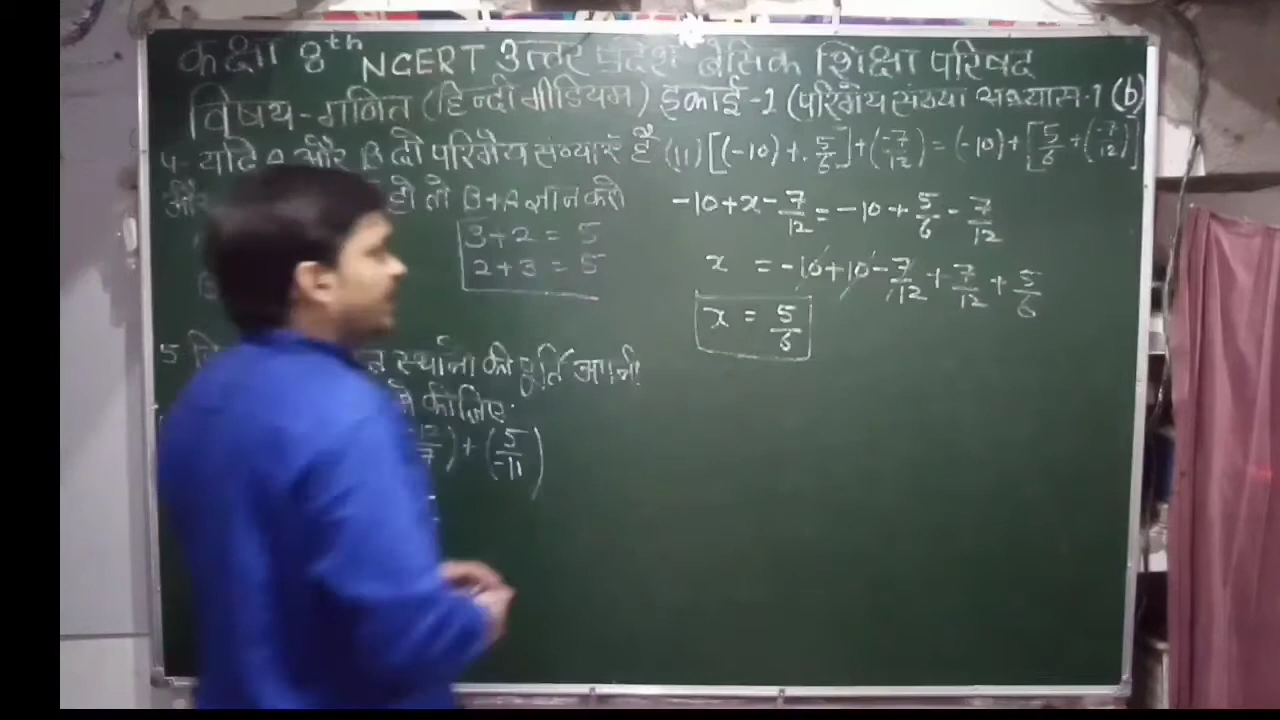 कक्षा 8th NCERT उत्तर प्रदेश बेसिक शिक्षा परिषद
विषय-गणित (हिन्दी मीडियम) इकाई-1 (परिमेय संख्या अभ्यास-1 (b)
4- यदि A और B दो परिमेय संख्याएं है
और हो तो B+A ज्ञात करो
3+2 = 5
2+3 = 5
5 स्थानों की पूर्ति आपनी
कीजिए.
) + (5/-11)
(11) [(-10) + 5/6] + (-7/12) = (-10) + [5/6 + (-7/12)]
-10 + x - 7/12 = -10 + 5/6 - 7/12
x = -10 + 10 - 7/12 + 7/12 + 5/6
x = 5/6